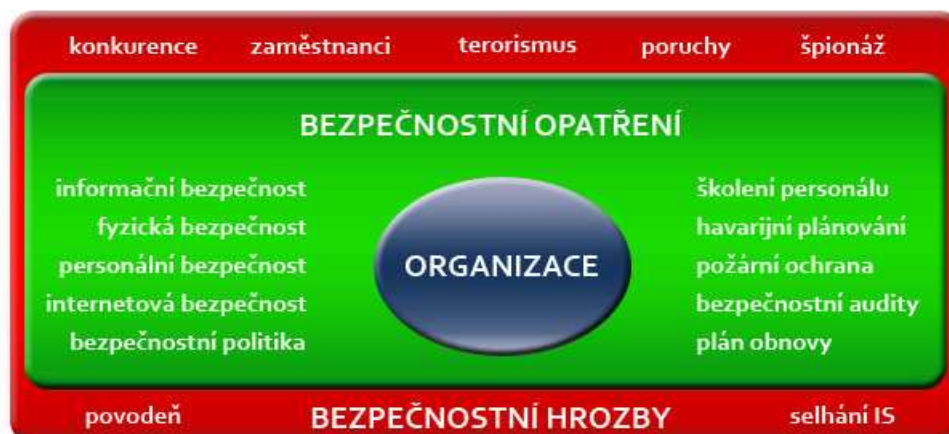 konkurence zaměstnanci terorismus poruchy špionáž
BEZPEČNOSTNÍ OPATŘENÍ
informační bezpečnost
fyzická bezpečnost
personální bezpečnost
internetová bezpečnost
bezpečnostní politika
ORGANIZACE
školení personálu
havarijní plánování
požární ochrana
bezpečnostní audity
plán obnovy
povodeň BEZPEČNOSTNÍ HROZBY selhání IS